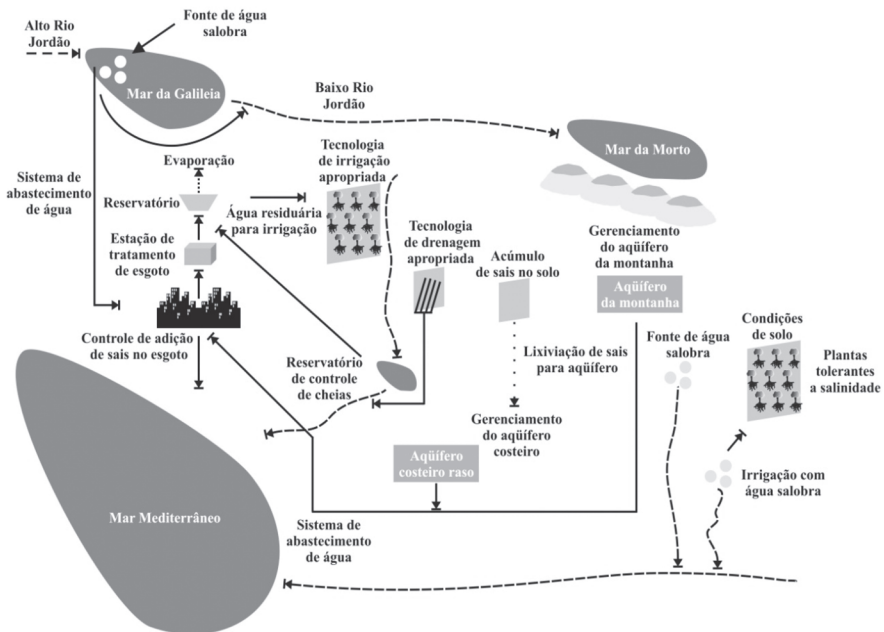 Alto Rio
Jordão
Fonte de água
salobra
Mar da Galileia
Baixo Rio
Jordão
Mar da Morto
Sistema de
abastecimento
de água
Evaporação
Reservatório
Água residuária
para irrigação
Tecnologia
de irrigação
apropriada
Estação de
tratamento
de esgoto
Tecnologia
de drenagem
apropriada
Acúmulo
de sais no solo
Gerenciamento
do aqüífero
da montanha
Aqüífero
da montanha
Controle de adição
de sais no esgoto
Reservatório
de controle
de cheias
Lixiviação de sais
para aqüífero
Fonte de água
salobra
Condições
de solo
Plantas
tolerantes
a salinidade
Gerenciamento
do aqüífero
costeiro
Aqüífero
costeiro raso
Irrigação com
água salobra
Mar Mediterrâneo
Sistema de
abastecimento
de água